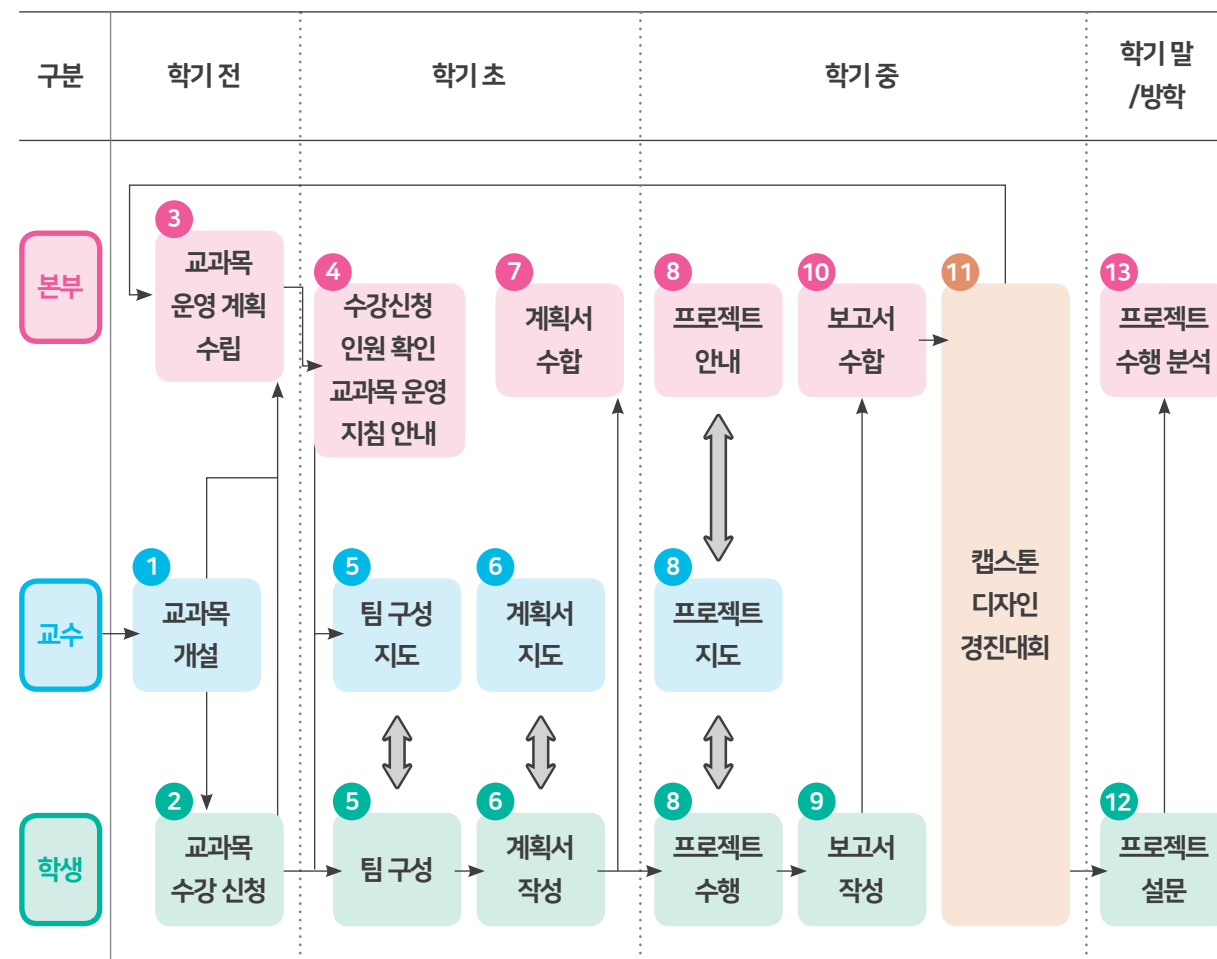 구분
학기 전
학기 초
학기 중
학기 말
/방학
본부
3
교과목
운영 계획
수립
4
수강신청
인원 확인
교과목 운영
지침 안내
7
계획서
수합
8
프로젝트
안내
10
보고서
수합
11
캡스톤
디자인
경진대회
13
프로젝트
수행 분석
교수
1
교과목
개설
5
팀 구성
지도
6
계획서
지도
8
프로젝트
지도
학생
2
교과목
수강 신청
5
팀 구성
6
계획서
작성
8
프로젝트
수행
9
보고서
작성
12
프로젝트
설문